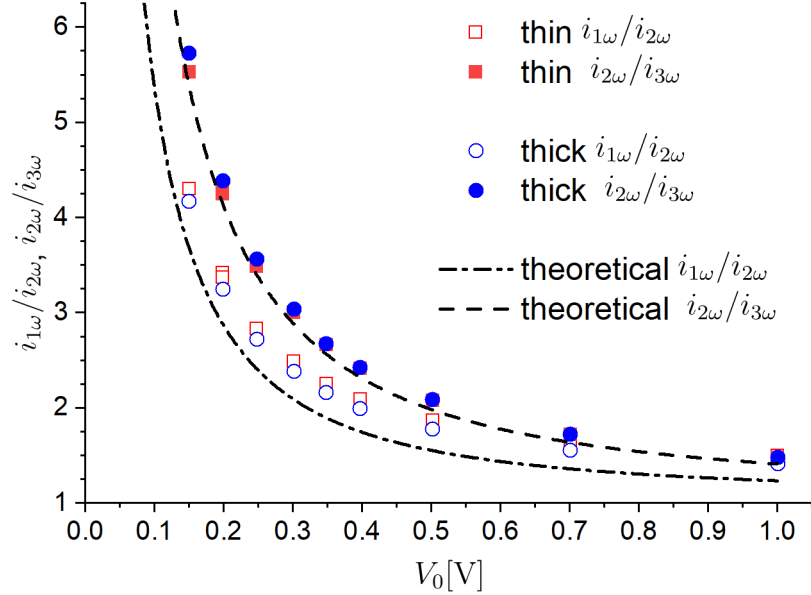 thin i1ω/i2ω
thin i2ω/i3ω
thick i1ω/i2ω
thick i2ω/i3ω
theoretical i1ω/i2ω
theoretical i2ω/i3ω
i1ω/i2ω, i2ω/i3ω
6
5
4
3
2
1
0.0 0.1 0.2 0.3 0.4 0.5 0.6 0.7 0.8 0.9 1.0
V0[V]